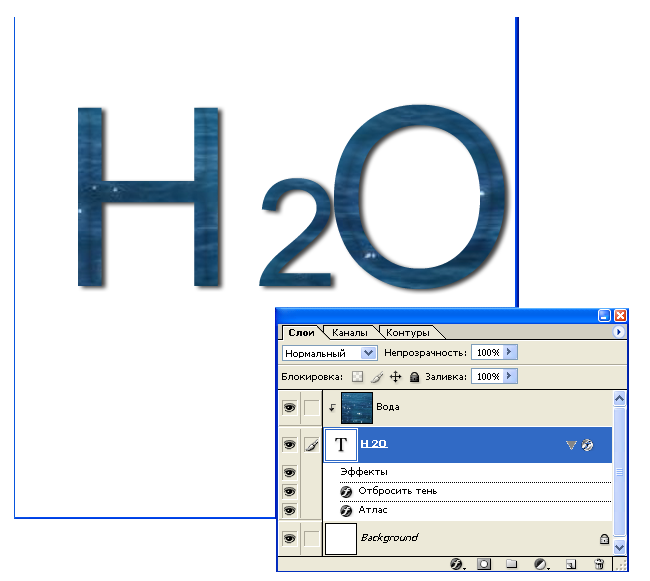 H2O
Слои Каналы Контуры
Нормальный Непрозрачность: 100%
Блокировка: Заливка: 100%
Вода
T H 2O
Эффекты
Отбросить тень
Атлас
Background